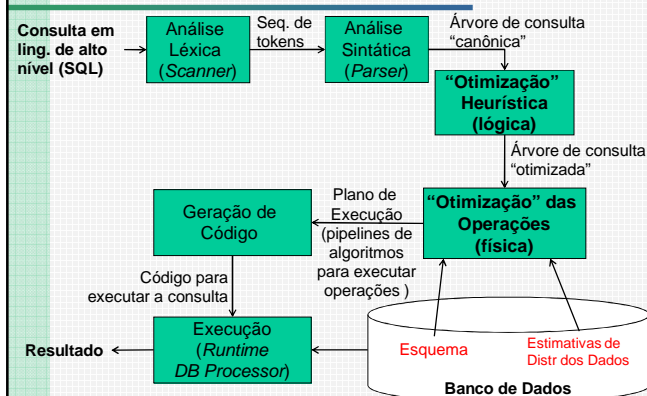 Consulta em
ling. de alto
nível (SQL)
Análise
Léxica
(Scanner)
Seq. de
tokens
Análise
Sintática
(Parser)
Árvore de consulta
“canônica”
“Otimização”
Heurística
(lógica)
Árvore de consulta
“otimizada”
“Otimização” das
Operações
(física)
Plano de
Execução
(pipelines de
algoritmos
para executar
operações )
Geração de
Código
Código para
executar a consulta
Execução
(Runtime
DB Processor)
Resultado
Esquema
Estimativas de
Distr dos Dados
Banco de Dados